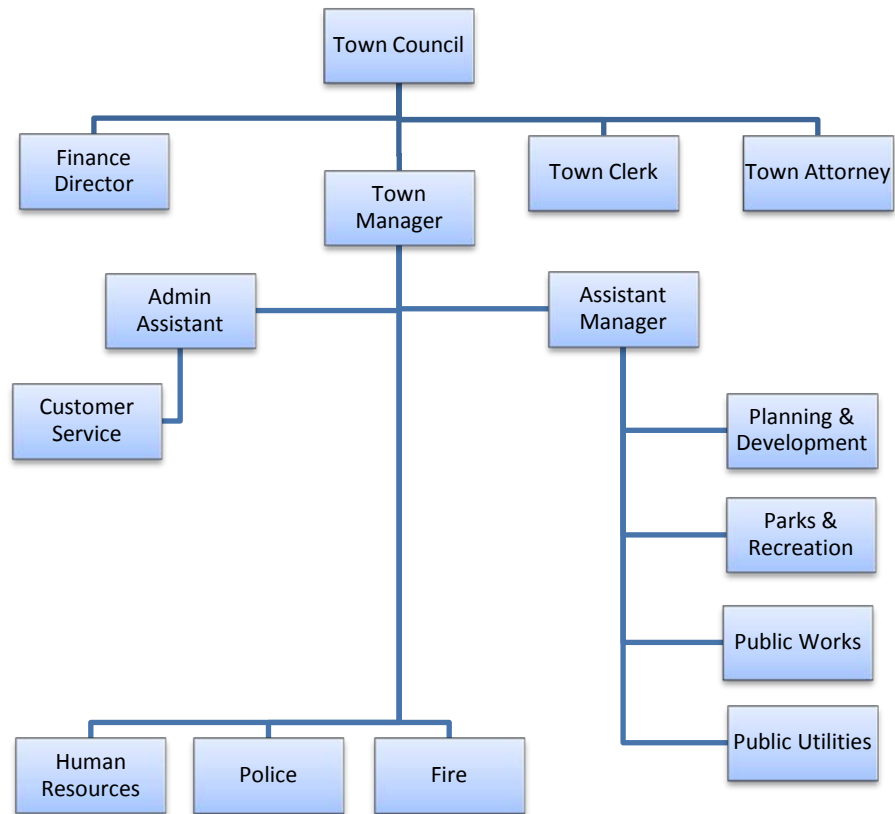 Town Council
Finance
Director
Town
Manager
Town Clerk
Town Attorney
Admin
Assistant
Assistant
Manager
Customer
Service
Planning &
Development
Parks &
Recreation
Public Works
Public Utilities
Human
Resources
Police
Fire